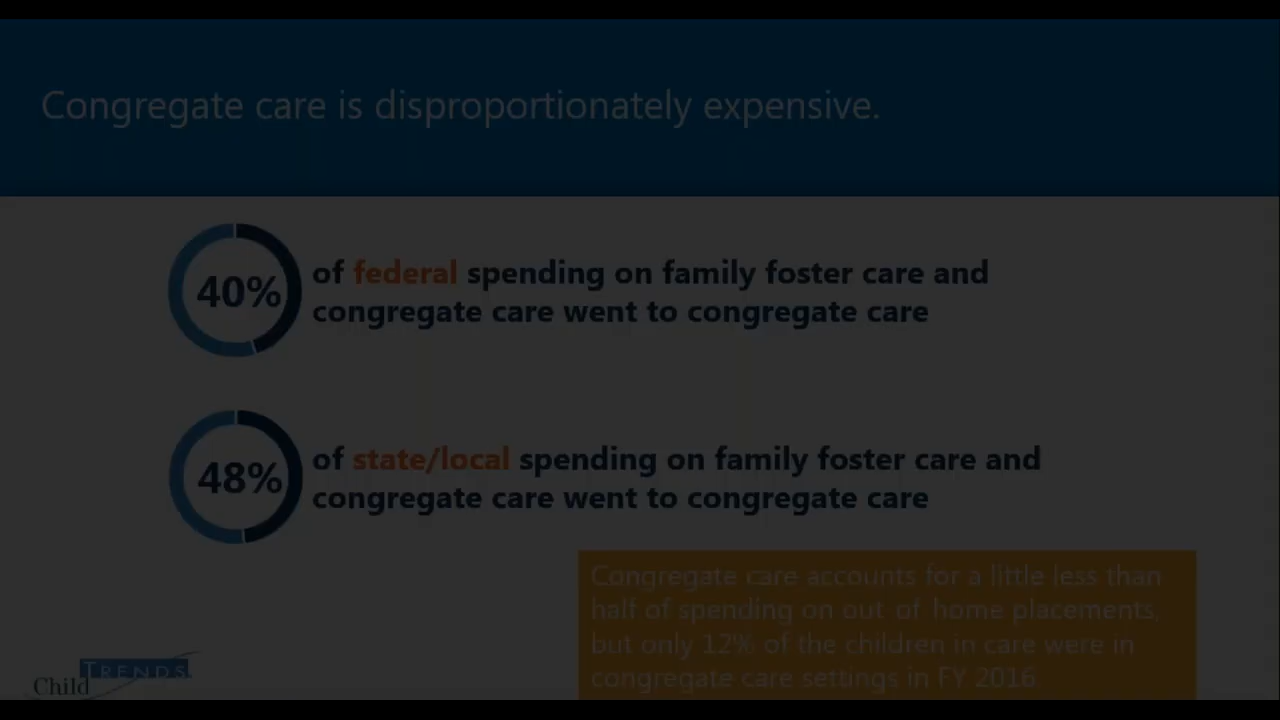 Congregate care is disproportionately expensive.
40%
of federal spending on family foster care and
congregate care went to congregate care
48%
of state/local spending on family foster care and
congregate care went to congregate care
Congregate care accounts for a little less than
half of spending on out of home placements,
but only 12% of the children in care were in
congregate care settings in FY 2016.
Child TRENDS